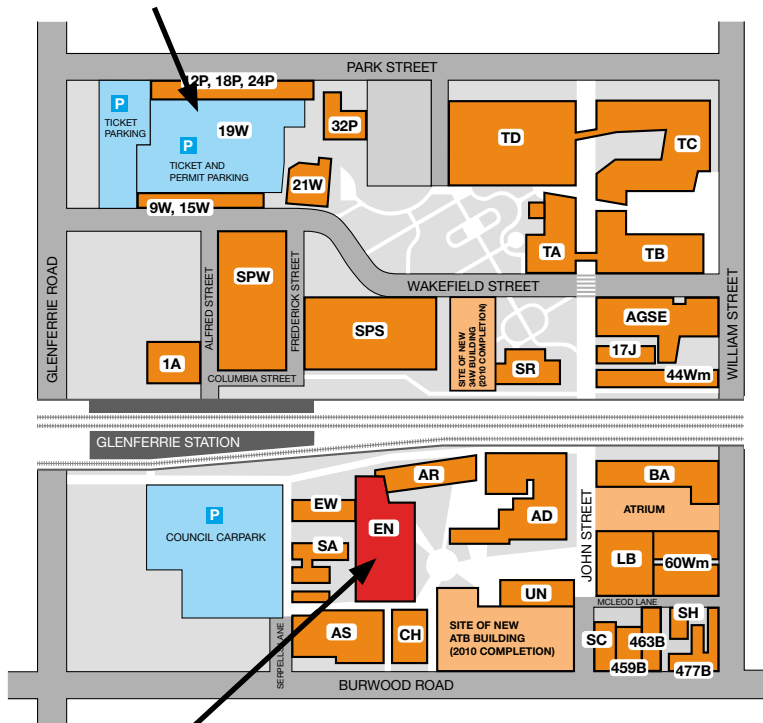 PARK STREET
12P, 18P, 24P
P
TICKET
PARKING
19W
P
TICKET AND
PERMIT PARKING
32P
TD
TC
21W
9W, 15W
TA
TB
GLENFERRIE ROAD
ALFRED STREET
SPW
FREDERICK STREET
WAKEFIELD STREET
WILLIAM STREET
SPS
SITE OF NEW
34W BUILDING
(2010 COMPLETION)
AGSE
17J
SR
1A
44Wm
COLUMBIA STREET
GLENFERRIE STATION
AR
BA
EW
EN
AD
P
COUNCIL CARPARK
SA
JOHN STREET
ATRIUM
LB
60Wm
UN
MCLEOD LANE
SERPELLS LANE
AS
CH
SITE OF NEW
ATB BUILDING
(2010 COMPLETION)
SC
463B
SH
459B
477B
BURWOOD ROAD